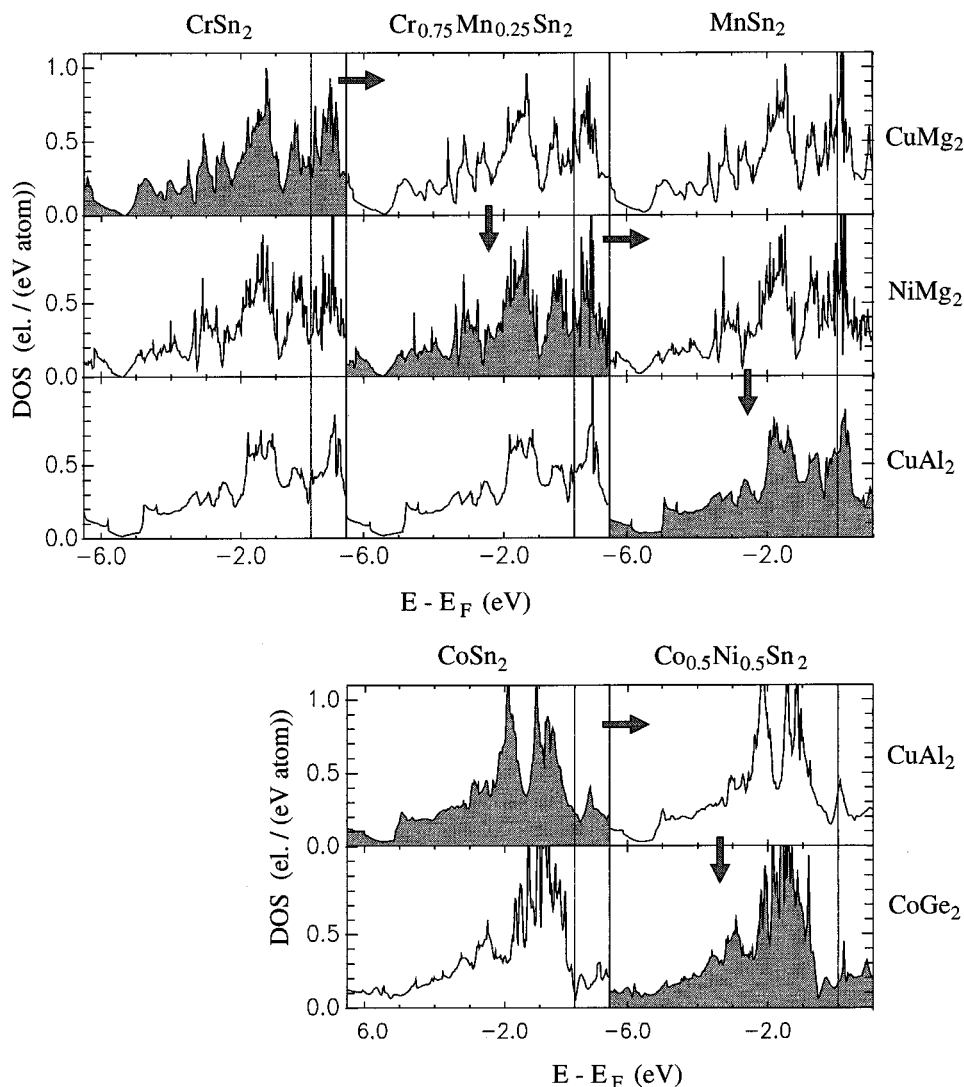 CrSn2 Cr0.75Mn0.25Sn2 MnSn2
1.0
CuMg2
0.5
0.0
NiMg2
0.5
0.0
CuAl2
0.5
0.0
DOS (el. / (eV atom))
-6.0 -2.0 -6.0 -2.0 -6.0 -2.0
E - EF (eV)
CoSn2 Co0.5Ni0.5Sn2
1.0
CuAl2
0.5
0.0
CoGe2
0.5
0.0
DOS (el. / (eV atom))
6.0 -2.0 -6.0 -2.0
E - EF (eV)